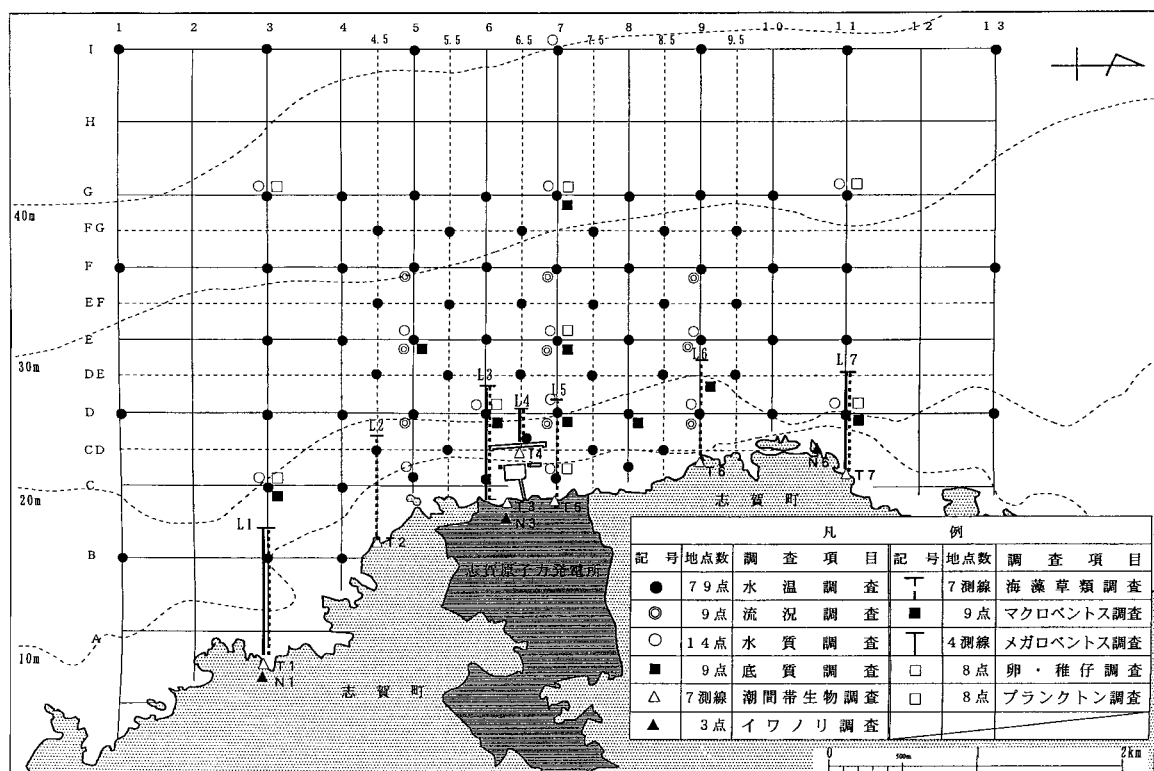 1 2 3 4 5 6 7 8 9 10 11 12 13
4.5 5.5 6.5 7.5 8.5 9.5
I
H
G
40m
FG
F
EF
E
30m
DE
D
CD
C
20m
B
A
10m
L1
L2
L3
L4
L5
L6
L7
T1
N1
T2
T3
N3
T4
T5
T6
N6
T7
志賀町
志賀原子力発電所
志賀町
凡例
記号 地点数 調査項目 記号 地点数 調査項目
● 79点 水温調査 7測線 海藻草類調査
◎ 9点 流況調査 ■ 9点 マクロベントス調査
○ 14点 水質調査 4測線 メガロベントス調査
■ 9点 底質調査 □ 8点 卵・稚仔調査
△ 7測線 潮間帯生物調査 □ 8点 プランクトン調査
▲ 3点 イワノリ調査
0 500m 2km